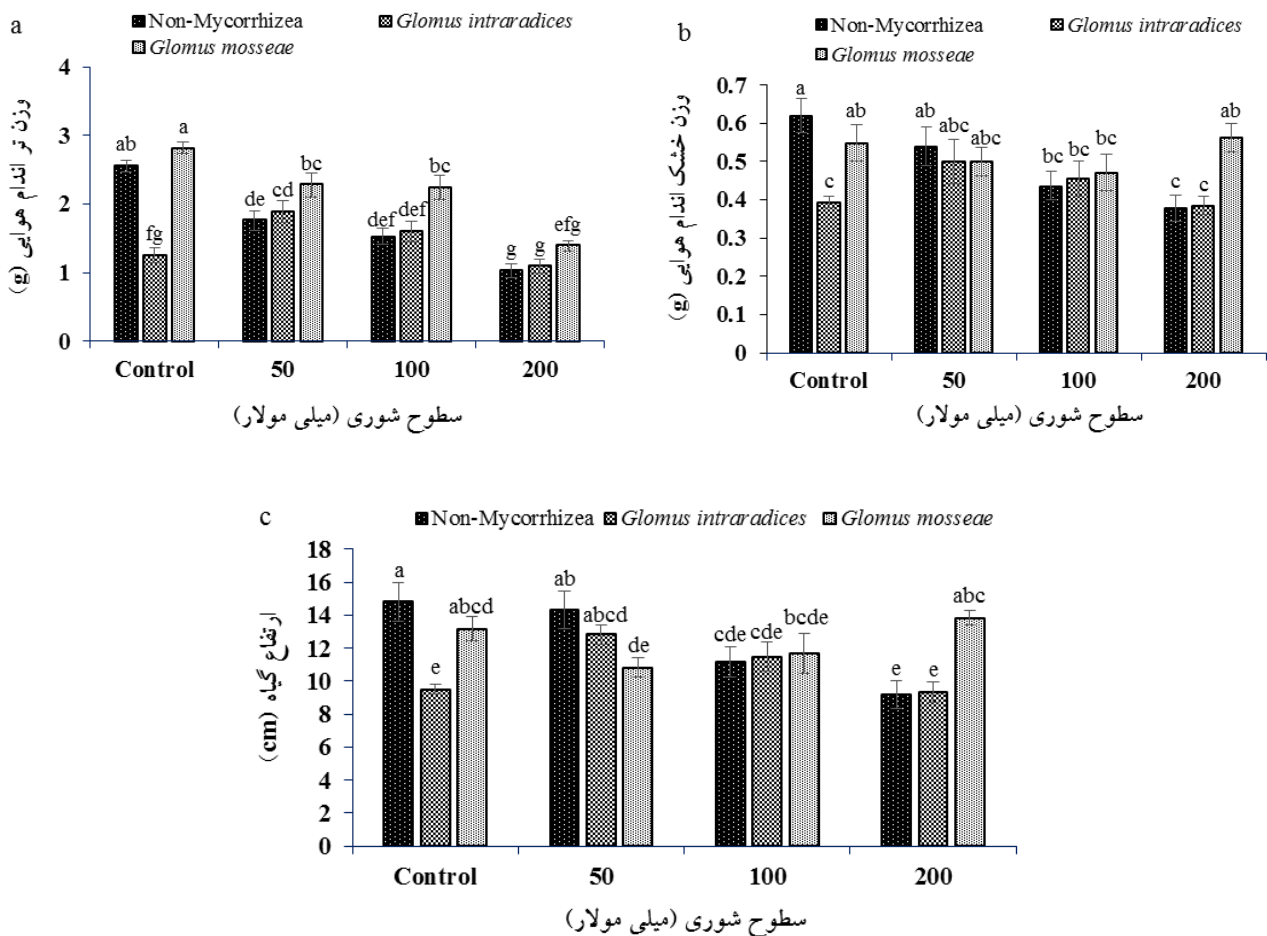 a
Non-Mycorrhizea Glomus intraradices
Glomus mosseae
وزن تر اندام هوایی (g)
4
3
2
1
0
ab fg a
de cd bc
def def bc
g g efg
Control 50 100 200
سطوح شوری (میلی مولار)
b
Non-Mycorrhizea Glomus intraradices
Glomus mosseae
وزن خشک اندام هوایی (g)
0.7
0.6
0.5
0.4
0.3
0.2
0.1
0
a c ab
ab abc abc
bc bc bc
c c ab
Control 50 100 200
سطوح شوری (میلی مولار)
c
Non-Mycorrhizea Glomus intraradices Glomus mosseae
ارتفاع گیاه (cm)
18
16
14
12
10
8
6
4
2
0
a e abcd
ab abcd de
cde cde bcde
e e abc
Control 50 100 200
سطوح شوری (میلی مولار)